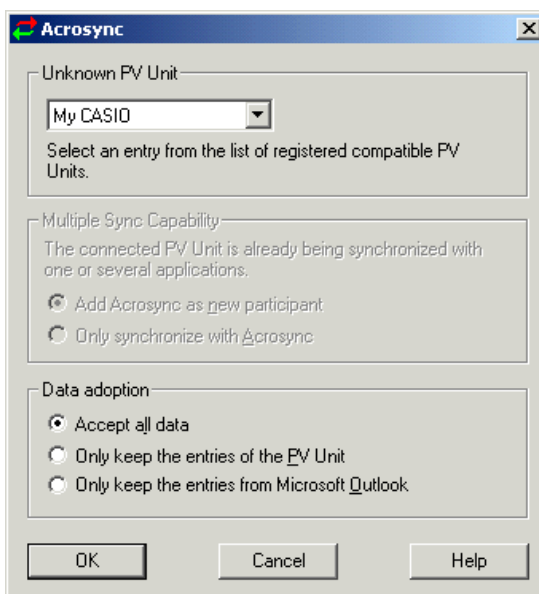 Acrosync
Unknown PV Unit
My CASIO
Select an entry from the list of registered compatible PV
Units.
Multiple Sync Capability
The connected PV Unit is already being synchronized with
one or several applications.
Add Acrosync as new participant
Only synchronize with Acrosync
Data adoption
Accept all data
Only keep the entries of the PV Unit
Only keep the entries from Microsoft Outlook
OK Cancel Help